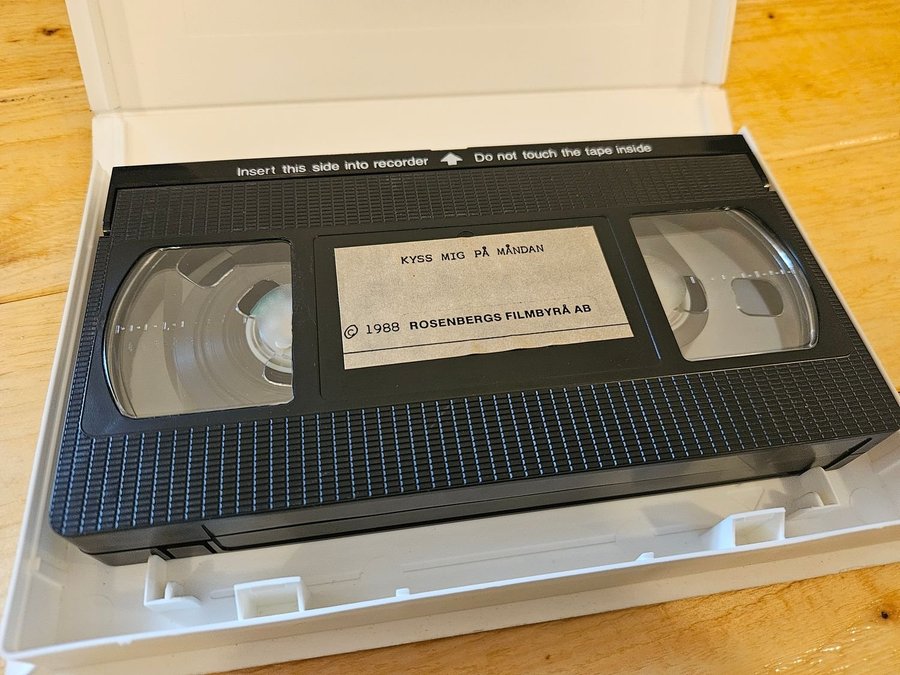 Insert this side into recorder Do not touch the tape inside
KYSS MIG PÅ MÅNDAN
© 1988 ROSENBERGS FILMBYRÅ AB